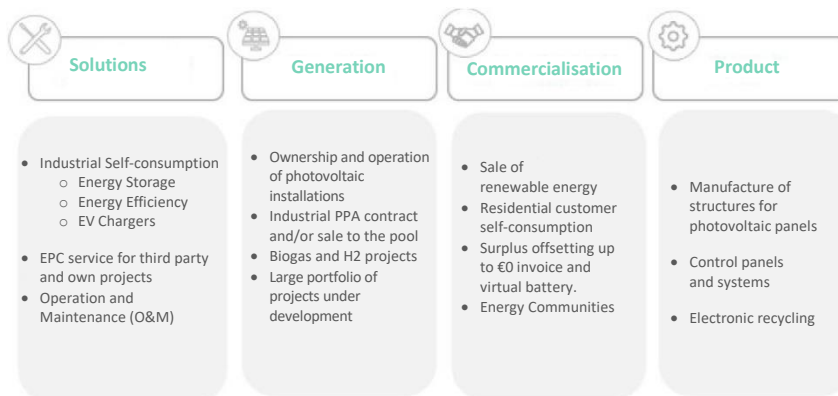 Solutions
Generation
Commercialisation
Product
• Industrial Self-consumption
o Energy Storage
o Energy Efficiency
o EV Chargers
• EPC service for third party
and own projects
• Operation and
Maintenance (O&M)
• Ownership and operation
of photovoltaic
installations
• Industrial PPA contract
and/or sale to the pool
• Biogas and H2 projects
• Large portfolio of
projects under
development
• Sale of
renewable energy
• Residential customer
self-consumption
• Surplus offsetting up
to €0 invoice and
virtual battery.
• Energy Communities
• Manufacture of
structures for
photovoltaic panels
• Control panels
and systems
• Electronic recycling